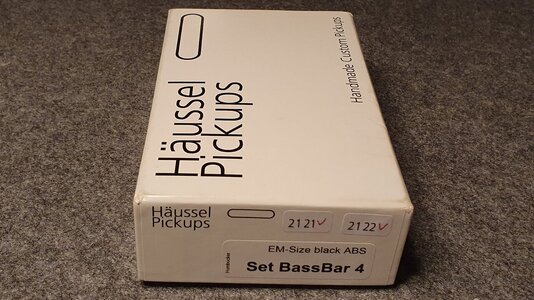 Häussel
Pickups
Handmade Custom Pickups
Häussel
Pickups
2121✓
2122✓
EM-Size black ABS
Set BassBar 4